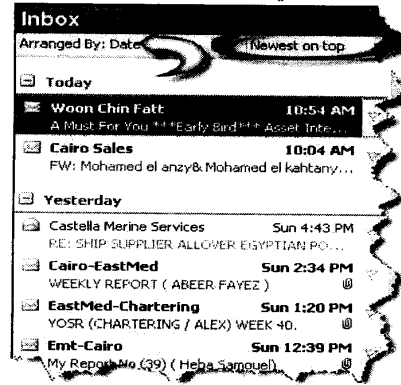 Inbox
Arranged By: Date Newest on top
Today
Woon Chin Fatt 10:54 AM
A Must For You ***Early Bird*** Asset Inte...
Cairo Sales 10:04 AM
FW: Mohamed el anzy& Mohamed el kahtany...
Yesterday
Castella Marine Services Sun 4:43 PM
RE: SHIP SUPPLIER ALLOVER EGYPTIAN PO...
Cairo-EastMed Sun 2:34 PM
WEEKLY REPORT ( ABEER FAYEZ )
EastMed-Chartering Sun 1:20 PM
YOSR (CHARTERING / ALEX) WEEK 40.
Emt-Cairo Sun 12:39 PM
My Report No (39) ( Heba Samouel)